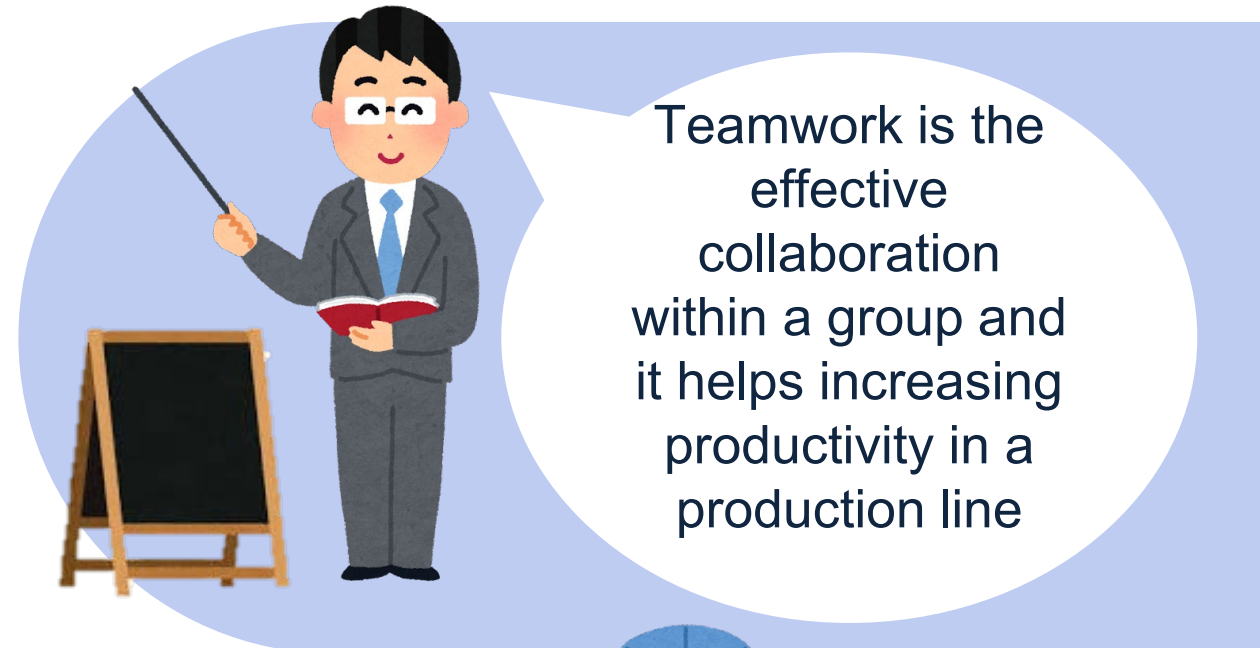 Teamwork is the
effective
collaboration
within a group and
it helps increasing
productivity in a
production line